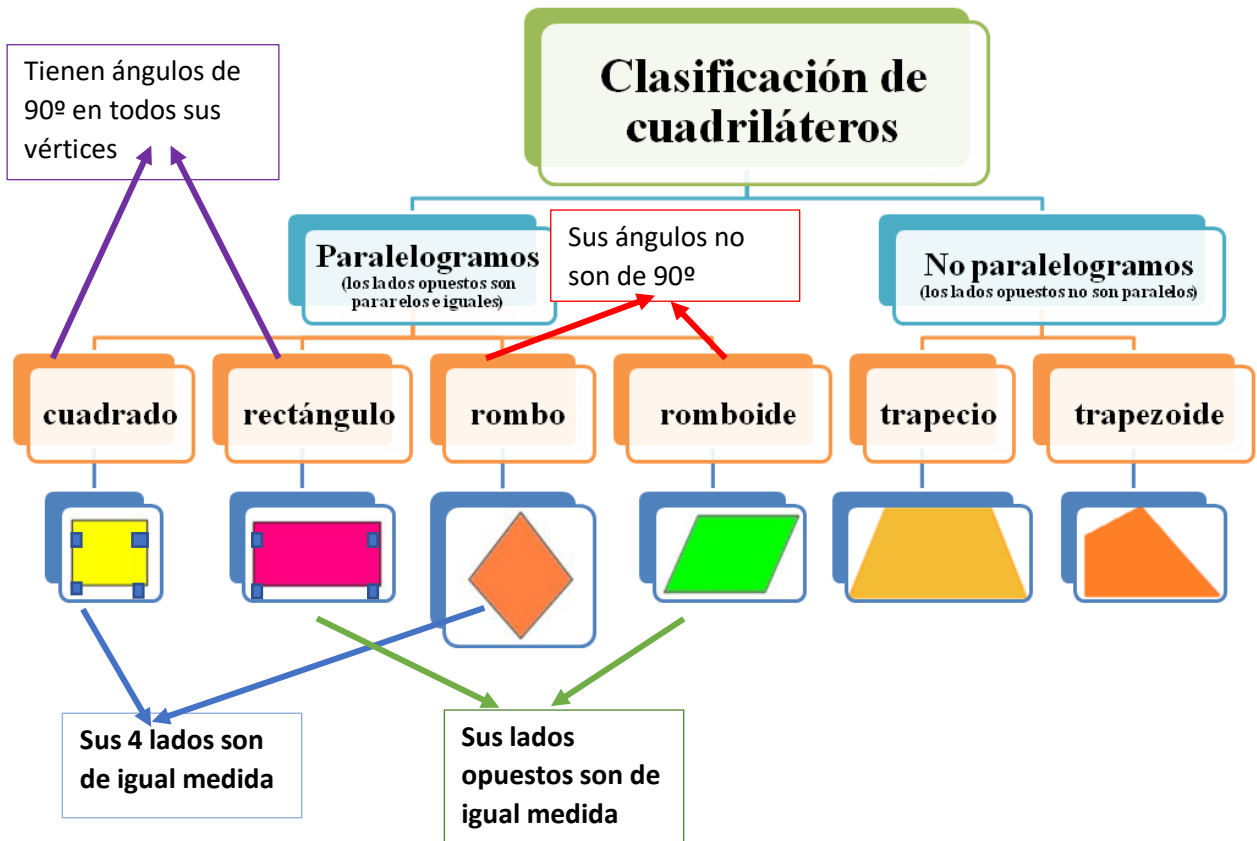 Tienen ángulos de
90º en todos sus
vértices
Clasificación de
cuadriláteros
Paralelogramos
(los lados opuestos son
pararelos e iguales)
Sus ángulos no
son de 90º
No paralelogramos
(los lados opuestos no son paralelos)
cuadrado
rectángulo
rombo
romboide
trapecio
trapezoide
Sus 4 lados son
de igual medida
Sus lados
opuestos son de
igual medida